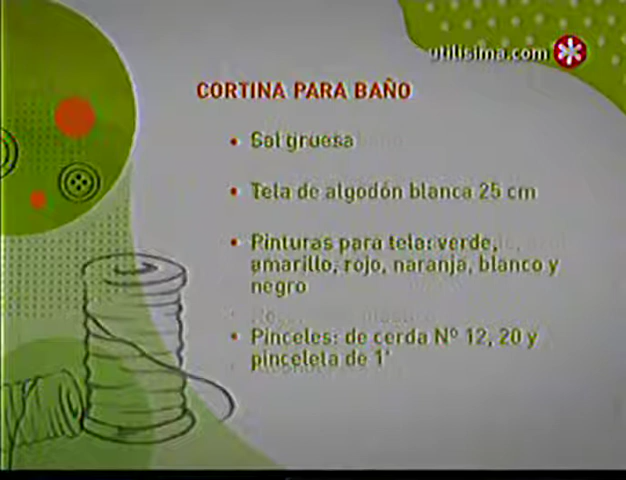 utilisima.com
CORTINA PARA BAÑO
• Sal gruesa
• Tela de algodón blanca 25 cm
• Pinturas para tela: verde,
amarillo, rojo, naranja, blanco y
negro
• Pinceles: de cerda Nº 12, 20 y
pinceleta de 1'